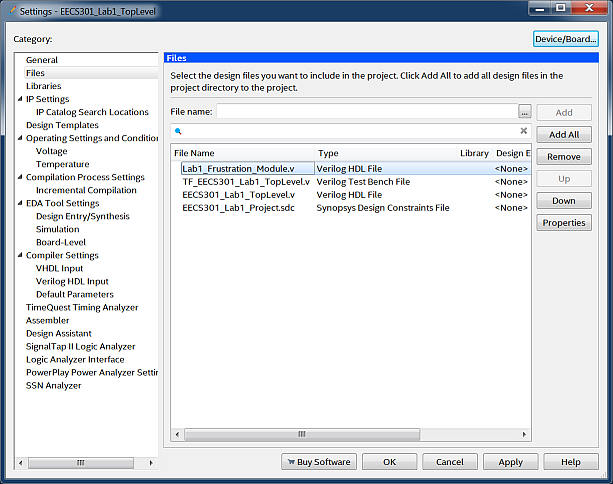 Settings - EECS301_Lab1_TopLevel
Category:
Device/Board...
General
Files
Libraries
IP Settings
IP Catalog Search Locations
Design Templates
Operating Settings and Condition
Voltage
Temperature
Compilation Process Settings
Incremental Compilation
EDA Tool Settings
Design Entry/Synthesis
Simulation
Board-Level
Compiler Settings
VHDL Input
Verilog HDL Input
Default Parameters
TimeQuest Timing Analyzer
Assembler
Design Assistant
SignalTap II Logic Analyzer
Logic Analyzer Interface
PowerPlay Power Analyzer Settin
SSN Analyzer
Files
Select the design files you want to include in the project. Click Add All to add all design files in the
project directory to the project.
File name:
...
Add
Add All
Remove
Up
Down
Properties
File Name Type Library Design E
Lab1_Frustration_Module.v Verilog HDL File <None>
TF_EECS301_Lab1_TopLevel.v Verilog Test Bench File <None>
EECS301_Lab1_TopLevel.v Verilog HDL File <None>
EECS301_Lab1_Project.sdc Synopsys Design Constraints File <None>
Buy Software
OK
Cancel
Apply
Help